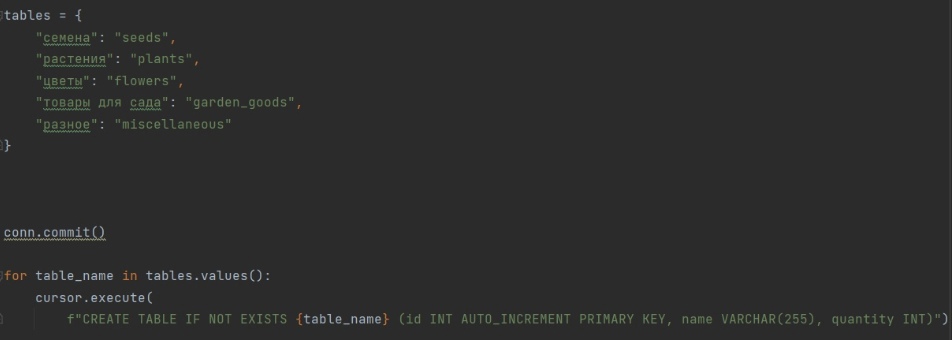 tables = {
    "семена": "seeds",
    "растения": "plants",
    "цветы": "flowers",
    "товары для сада": "garden_goods",
    "разное": "miscellaneous"
}
conn.commit()
for table_name in tables.values():
    cursor.execute(
        f"CREATE TABLE IF NOT EXISTS {table_name} (id INT AUTO_INCREMENT PRIMARY KEY, name VARCHAR(255), quantity INT)")